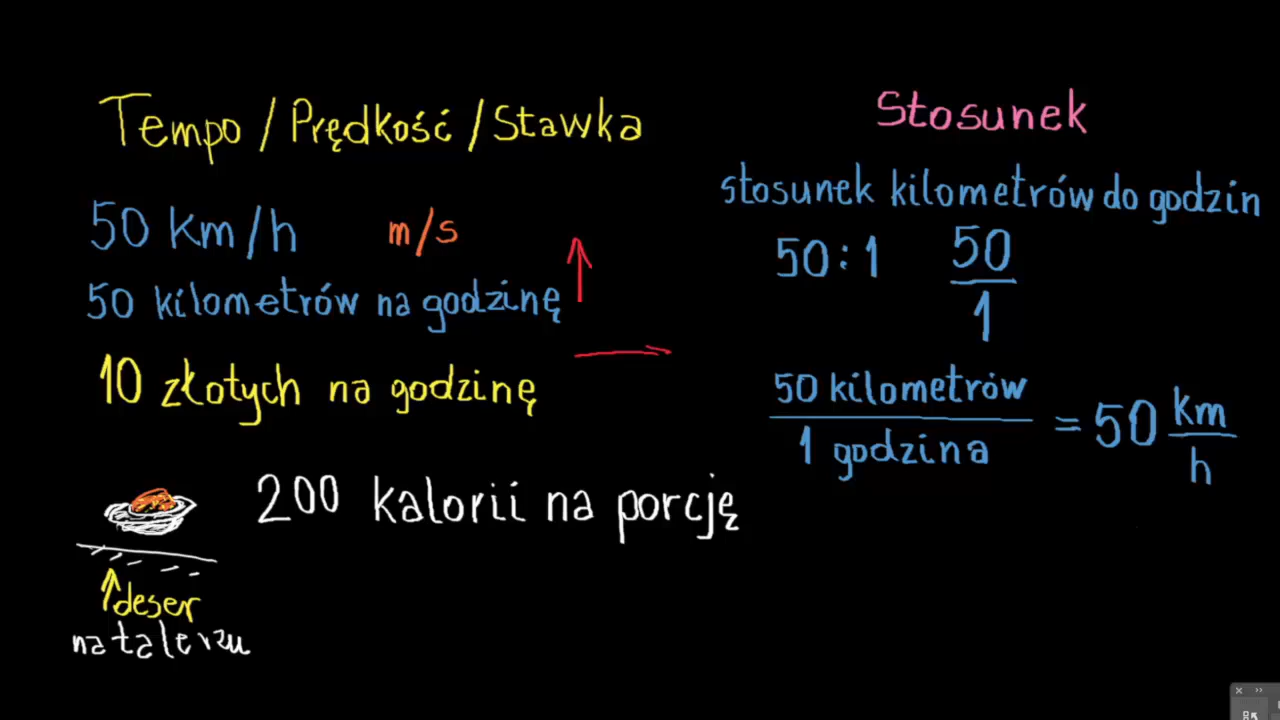 Tempo / Prędkość / Stawka
50 km/h m/s
50 kilometrów na godzinę
10 złotych na godzinę
200 kalorii na porcję
deser
na talerzu
Stosunek
stosunek kilometrów do godzin
50 : 1 50/1
50 kilometrów / 1 godzina = 50 km/h